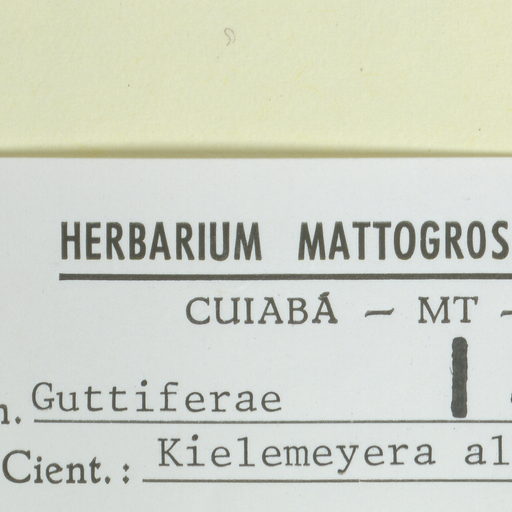 HERBARIUM MATTOGROS
CUIABÁ – MT –
n. Guttiferae
Cient.: Kielemeyera al